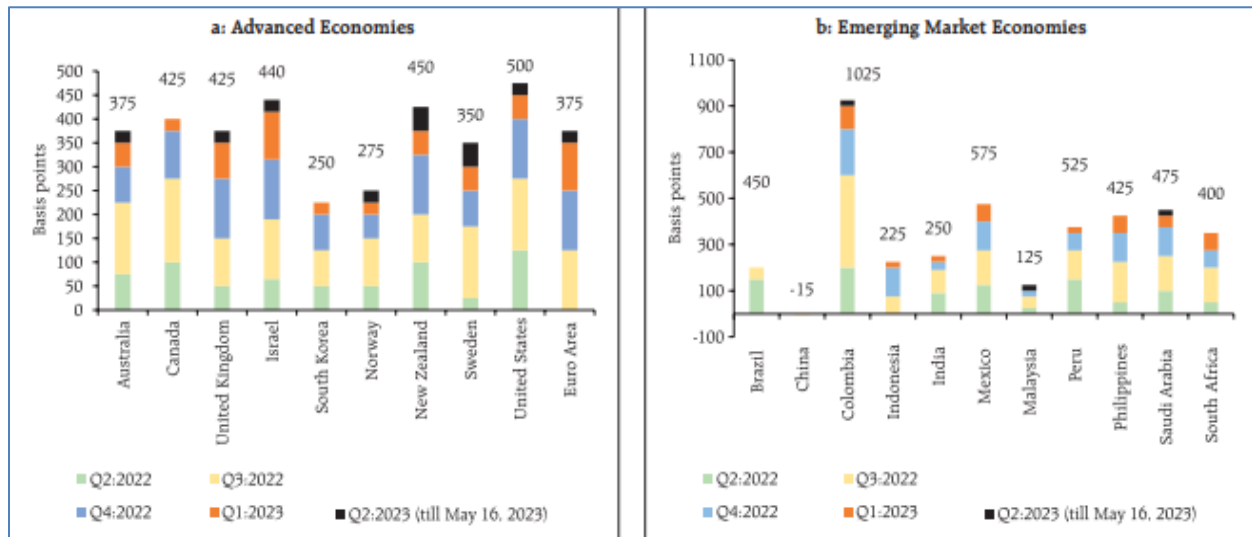 a: Advanced Economies
Basis points
500
450
400
350
300
250
200
150
100
50
0
375
425
425
440
250
275
450
350
500
375
Australia
Canada
United Kingdom
Israel
South Korea
Norway
New Zealand
Sweden
United States
Euro Area
Q2:2022
Q3:2022
Q4:2022
Q1:2023
Q2:2023 (till May 16, 2023)
b: Emerging Market Economies
Basis points
1100
900
700
500
300
100
-100
450
-15
1025
225
250
575
125
525
425
475
400
Brazil
China
Colombia
Indonesia
India
Mexico
Malaysia
Peru
Philippines
Saudi Arabia
South Africa
Q2:2022
Q3:2022
Q4:2022
Q1:2023
Q2:2023 (till May 16, 2023)